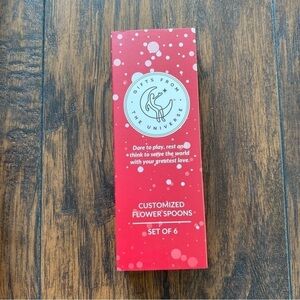 GIFTS FROM
THE UNIVERSE
Dare to play, rest and
think to serve the world
with your greatest love.
CUSTOMIZED
FLOWER SPOONS
SET OF 6